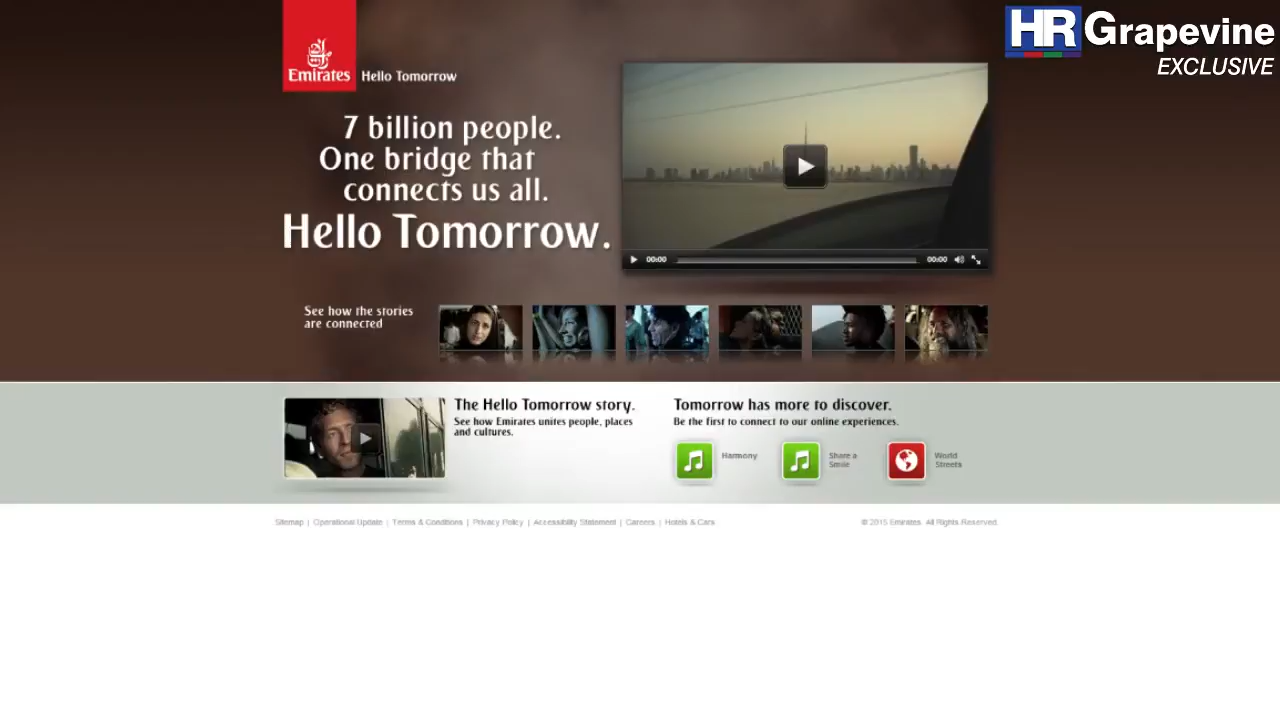 HR Grapevine
EXCLUSIVE
Emirates
Hello Tomorrow
7 billion people.
One bridge that
connects us all.
Hello Tomorrow.
00:00
00:00
See how the stories
are connected
The Hello Tomorrow story.
See how Emirates unites people, places
and cultures.
Tomorrow has more to discover.
Be the first to connect to our online experiences.
Harmony
Share a
Smile
World
Streets
Sitemap | Operational Update | Terms & Conditions | Privacy Policy | Accessibility Statement | Careers | Hotels & Cars
© 2015 Emirates. All Rights Reserved.